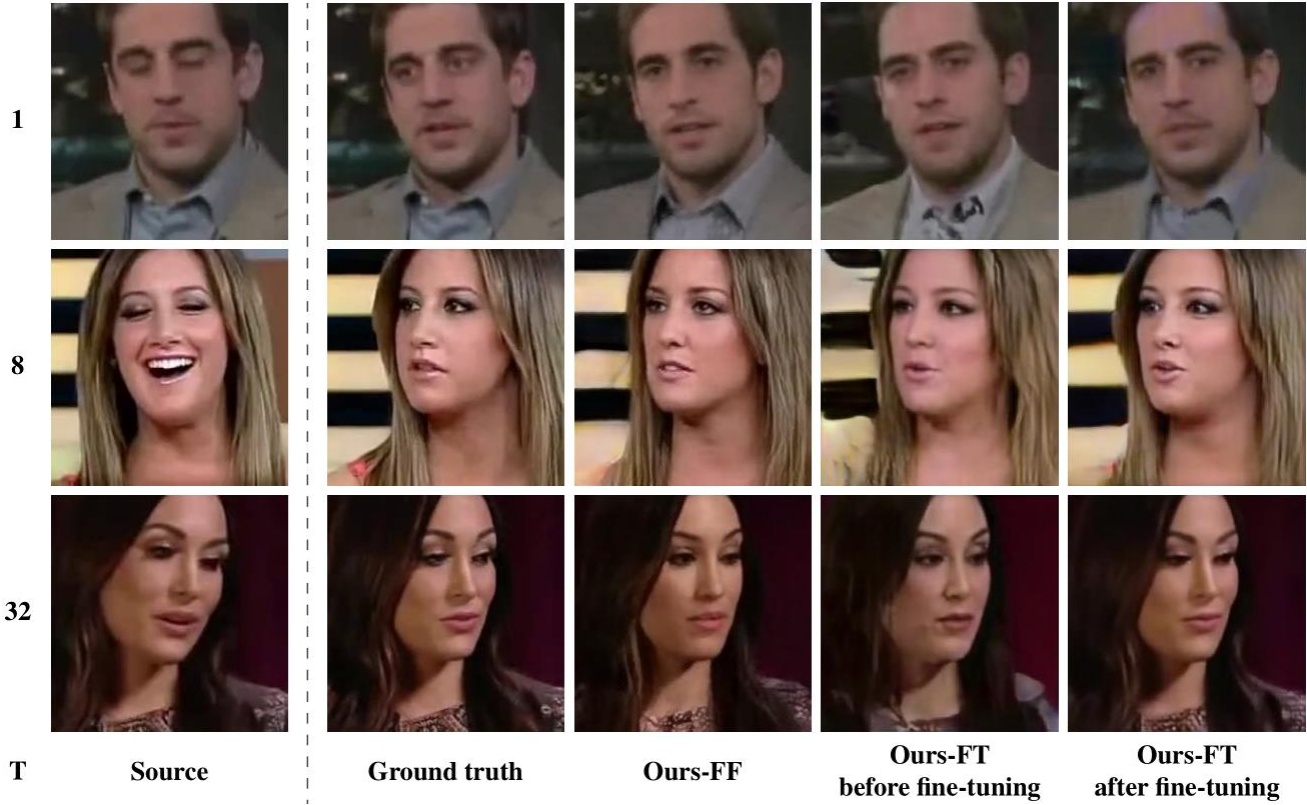 1
8
32
T
Source
Ground truth
Ours-FF
Ours-FT
before fine-tuning
Ours-FT
after fine-tuning